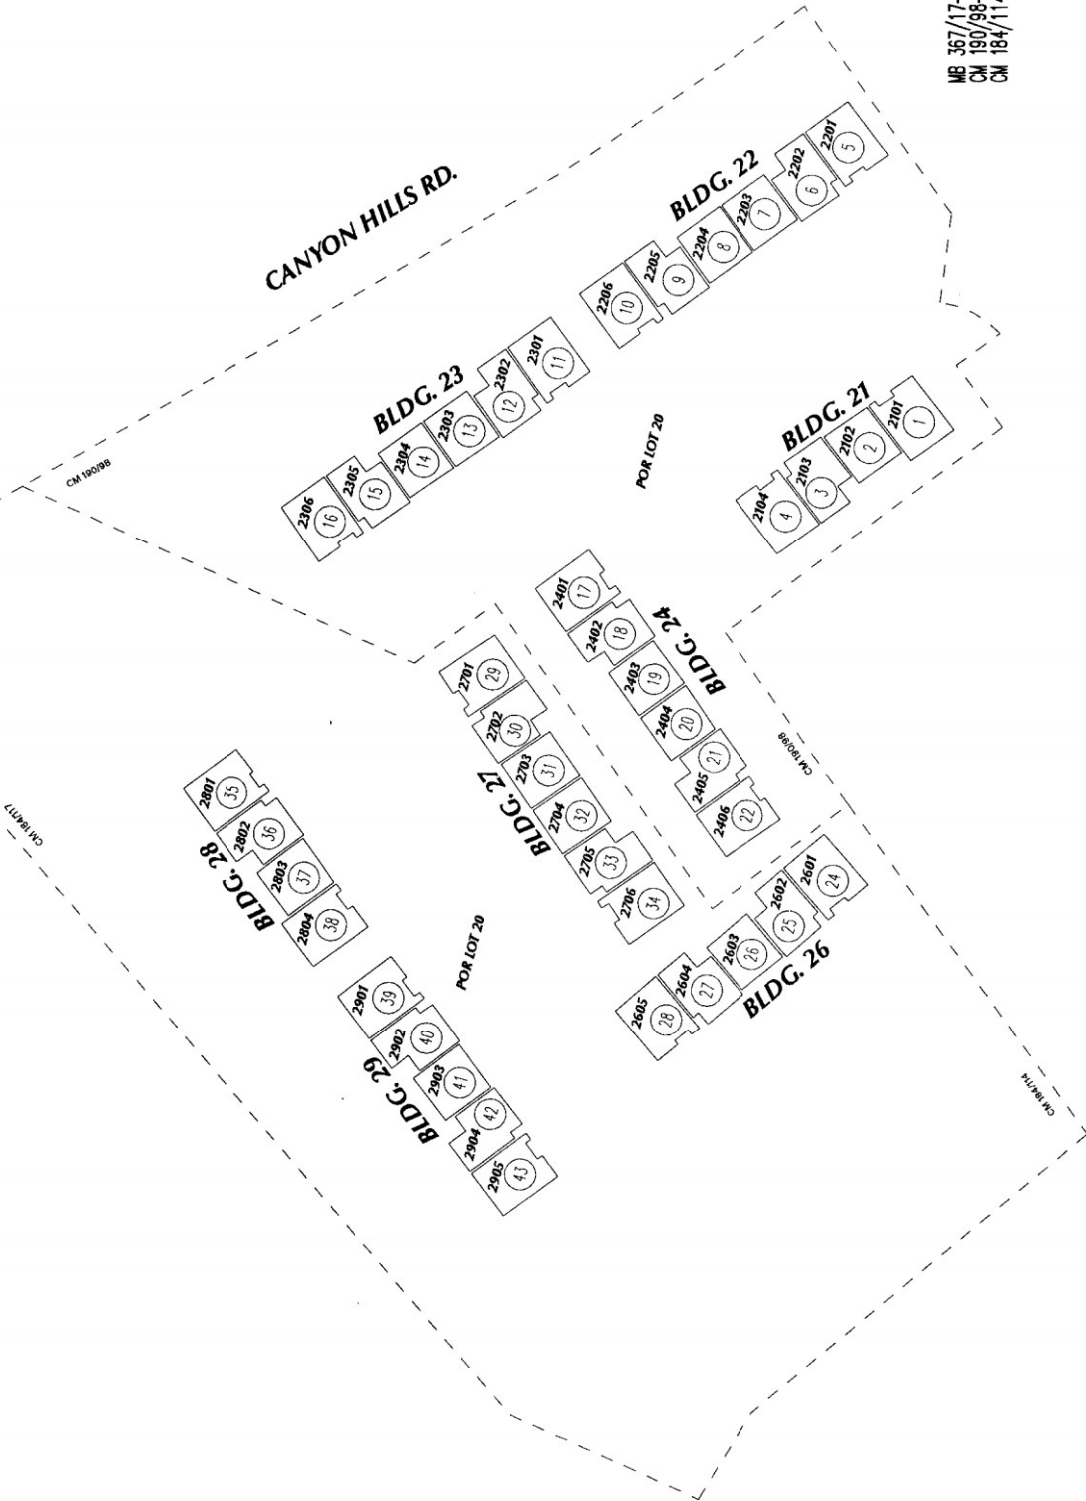 MB 367/17-
CM 190/98-
CM 184/114
CANYON HILLS RD.
CM 190/98
BLDG. 22
2201 5
2202 6
2203 7
2204 8
2205 9
2206 10
BLDG. 23
2301 11
2302 12
2303 13
2304 14
2305 15
2306 16
POR LOT 20
BLDG. 21
2101 1
2102 2
2103 3
2104 4
BLDG. 24
2401 17
2402 18
2403 19
2404 20
2405 21
2406 22
CM 190/98
BLDG. 27
2701 29
2702 30
2703 31
2704 32
2705 33
2706 34
CM 184/117
BLDG. 28
2801 35
2802 36
2803 37
2804 38
POR LOT 20
BLDG. 26
2601 24
2602 25
2603 26
2604 27
2605 28
BLDG. 29
2901 39
2902 40
2903 41
2904 42
2905 43
CM 184/114